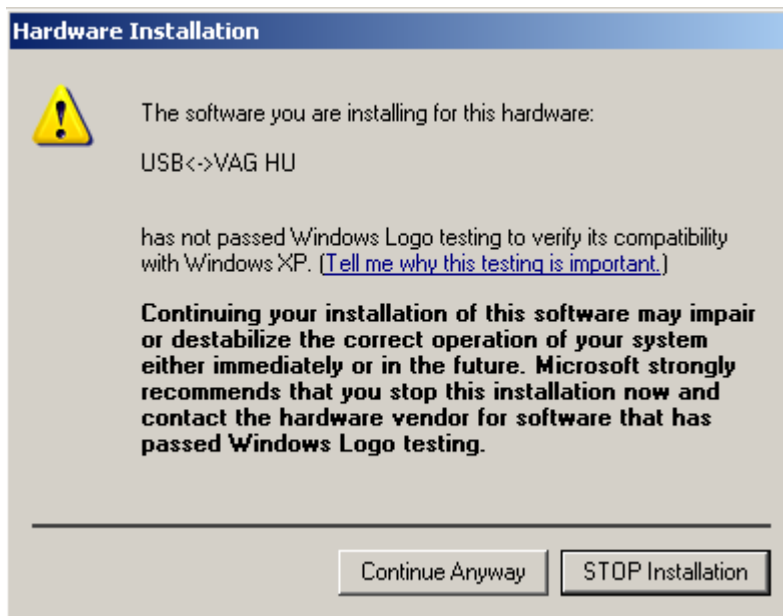 Hardware Installation
The software you are installing for this hardware:
USB<->VAG HU
has not passed Windows Logo testing to verify its compatibility
with Windows XP. (Tell me why this testing is important.)
Continuing your installation of this software may impair
or destabilize the correct operation of your system
either immediately or in the future. Microsoft strongly
recommends that you stop this installation now and
contact the hardware vendor for software that has
passed Windows Logo testing.
Continue Anyway STOP Installation